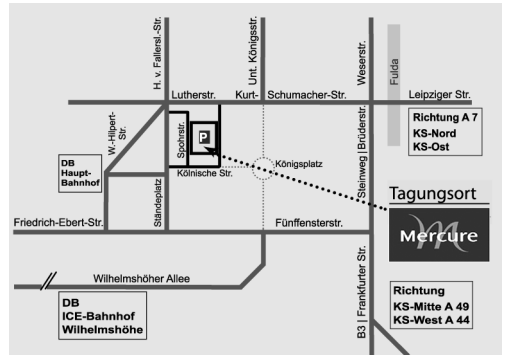 H. v. Fallersl.-Str.
Unt. Königsstr.
Weserstr.
Fulda
Lutherstr.
Kurt-
Schumacher-Str.
Leipziger Str.
W.-Hilpert-
Str.
Spohrstr.
P
Richtung A 7
KS-Nord
KS-Ost
DB
Haupt-
Bahnhof
Kölnische Str.
Königsplatz
Steinweg | Brüderstr.
Ständeplatz
Tagungsort
Mercure
Friedrich-Ebert-Str.
Fünffensterstr.
Wilhelmshöher Allee
B3 | Frankfurter Str.
DB
ICE-Bahnhof
Wilhelmshöhe
Richtung
KS-Mitte A 49
KS-West A 44